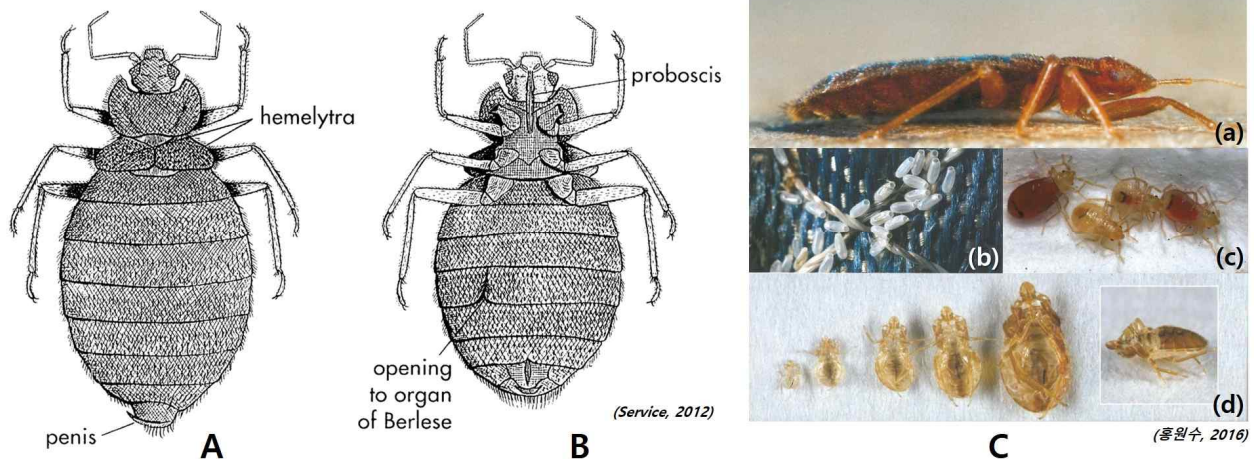 hemelytra
penis
A
proboscis
opening
to organ
of Berlese
(Service, 2012)
B
(a)
(b)
(c)
(d)
C
(홍원수, 2016)